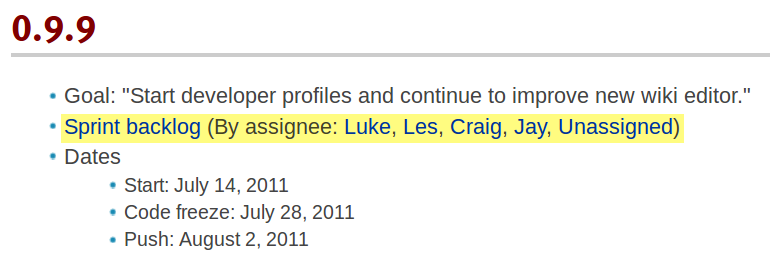 0.9.9
Goal: "Start developer profiles and continue to improve new wiki editor."
Sprint backlog (By assignee: Luke, Les, Craig, Jay, Unassigned)
Dates
Start: July 14, 2011
Code freeze: July 28, 2011
Push: August 2, 2011